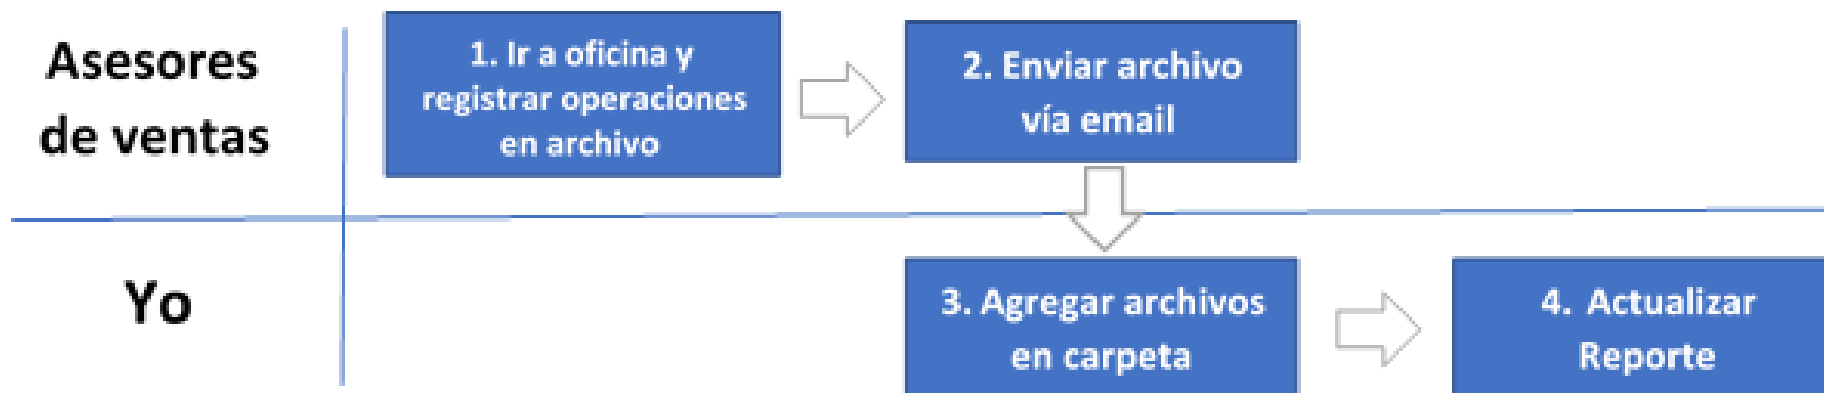 Asesores
de ventas
1. Ir a oficina y
registrar operaciones
en archivo
2. Enviar archivo
vía email
Yo
3. Agregar archivos
en carpeta
4. Actualizar
Reporte